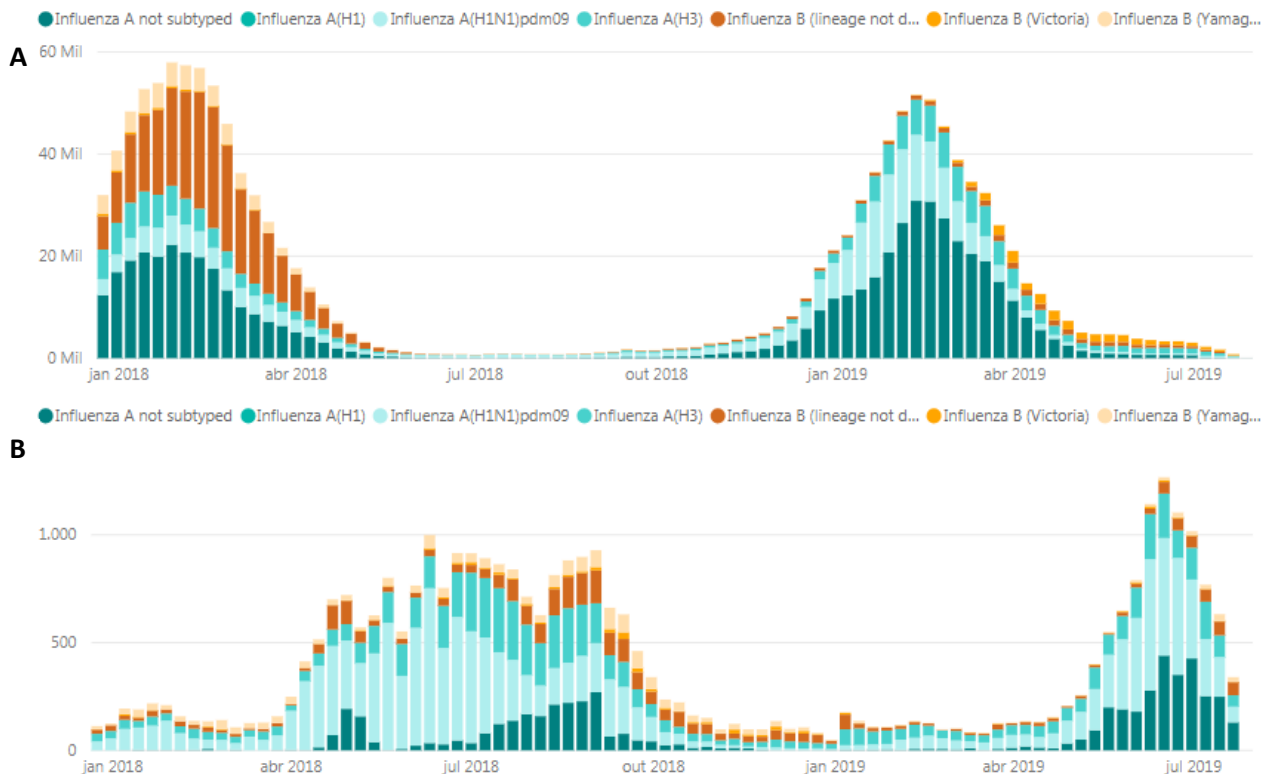 Influenza A not subtyped Influenza A(H1) Influenza A(H1N1)pdm09 Influenza A(H3) Influenza B (lineage not d... Influenza B (Victoria) Influenza B (Yamag...
A
60 Mil
40 Mil
20 Mil
0 Mil
jan 2018 abr 2018 jul 2018 out 2018 jan 2019 abr 2019 jul 2019
Influenza A not subtyped Influenza A(H1) Influenza A(H1N1)pdm09 Influenza A(H3) Influenza B (lineage not d... Influenza B (Victoria) Influenza B (Yamag...
B
1.000
500
0
jan 2018 abr 2018 jul 2018 out 2018 jan 2019 abr 2019 jul 2019